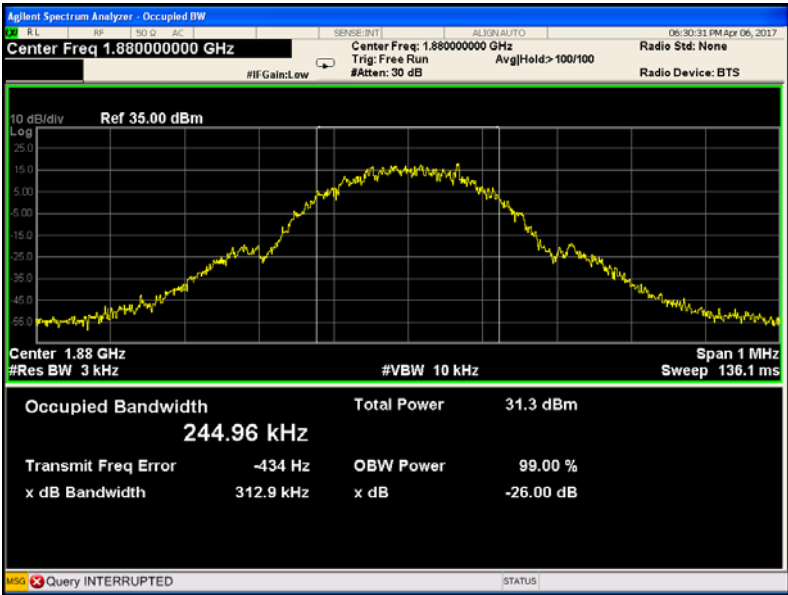 Agilent Spectrum Analyzer - Occupied BW
LXI RL RF 50 Ω AC SENSE:INT ALIGN AUTO 06:30:31 PM Apr 06, 2017
Center Freq 1.880000000 GHz
Center Freq: 1.880000000 GHz
Radio Std: None
Trig: Free Run Avg|Hold:>100/100
#IFGain:Low #Atten: 30 dB Radio Device: BTS
10 dB/div Ref 35.00 dBm
Log
25.0
15.0
5.00
-5.00
-15.0
-25.0
-35.0
-45.0
-55.0
Center 1.88 GHz Span 1 MHz
#Res BW 3 kHz #VBW 10 kHz Sweep 136.1 ms
Occupied Bandwidth Total Power 31.3 dBm
244.96 kHz
Transmit Freq Error -434 Hz OBW Power 99.00 %
x dB Bandwidth 312.9 kHz x dB -26.00 dB
MSG Query INTERRUPTED STATUS